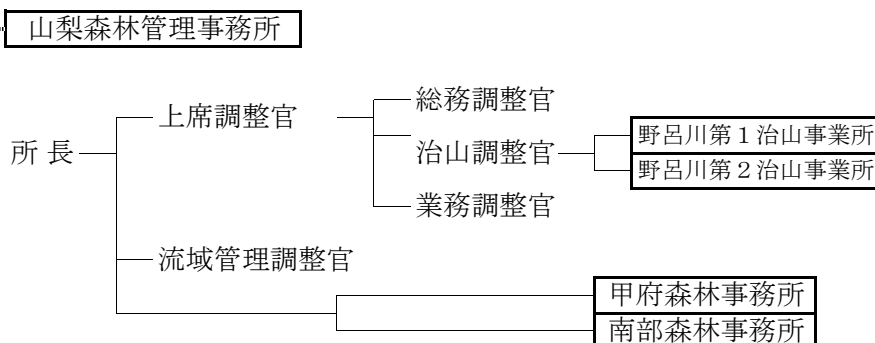 山梨森林管理事務所
総務調整官
上席調整官
野呂川第１治山事業所
所 長
治山調整官
野呂川第２治山事業所
業務調整官
流域管理調整官
甲府森林事務所
南部森林事務所